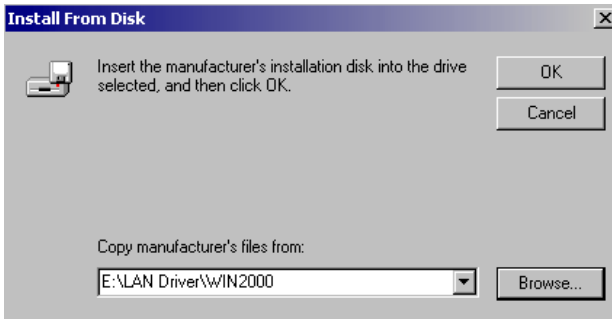 Install From Disk
Insert the manufacturer's installation disk into the drive
selected, and then click OK.
OK
Cancel
Copy manufacturer's files from:
E:\LAN Driver\WIN2000
Browse...